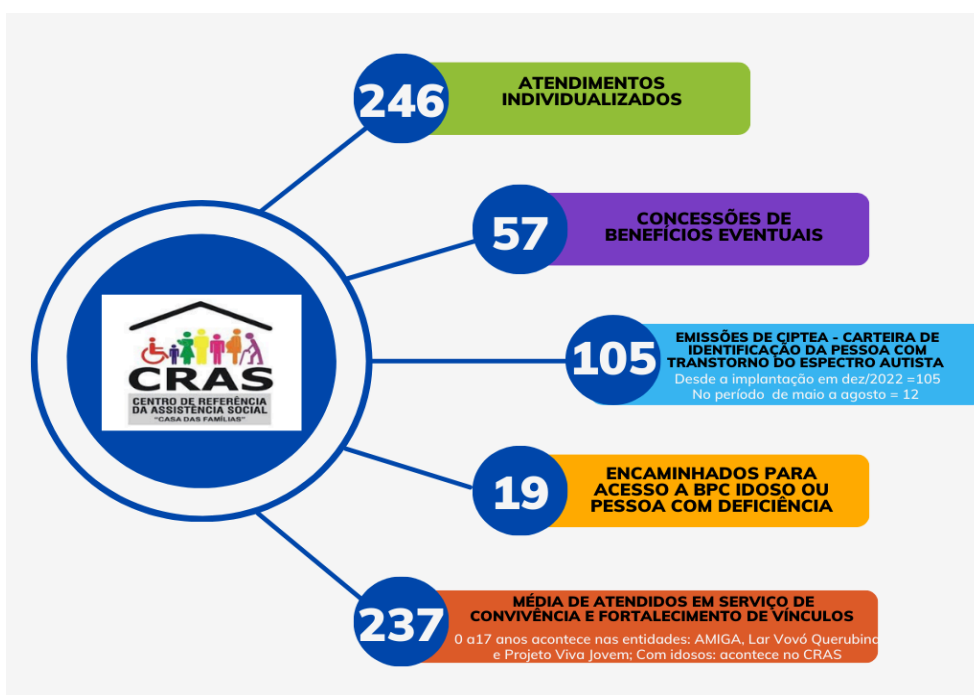 246
ATENDIMENTOS
INDIVIDUALIZADOS
57
CONCESSÕES DE
BENEFÍCIOS EVENTUAIS
105
EMISSÕES DE CIPTEA - CARTEIRA DE
IDENTIFICAÇÃO DA PESSOA COM
TRANSTORNO DO ESPECTRO AUTISTA
Desde a implantação em dez/2022 =105
No período de maio a agosto = 12
CRAS
CENTRO DE REFERÊNCIA
DA ASSISTÊNCIA SOCIAL
"CASA DAS FAMÍLIAS"
19
ENCAMINHADOS PARA
ACESSO A BPC IDOSO OU
PESSOA COM DEFICIÊNCIA
237
MÉDIA DE ATENDIDOS EM SERVIÇO DE
CONVIVÊNCIA E FORTALECIMENTO DE VÍNCULOS
0 a17 anos acontece nas entidades: AMIGA, Lar Vovó Querubina
e Projeto Viva Jovem; Com idosos: acontece no CRAS